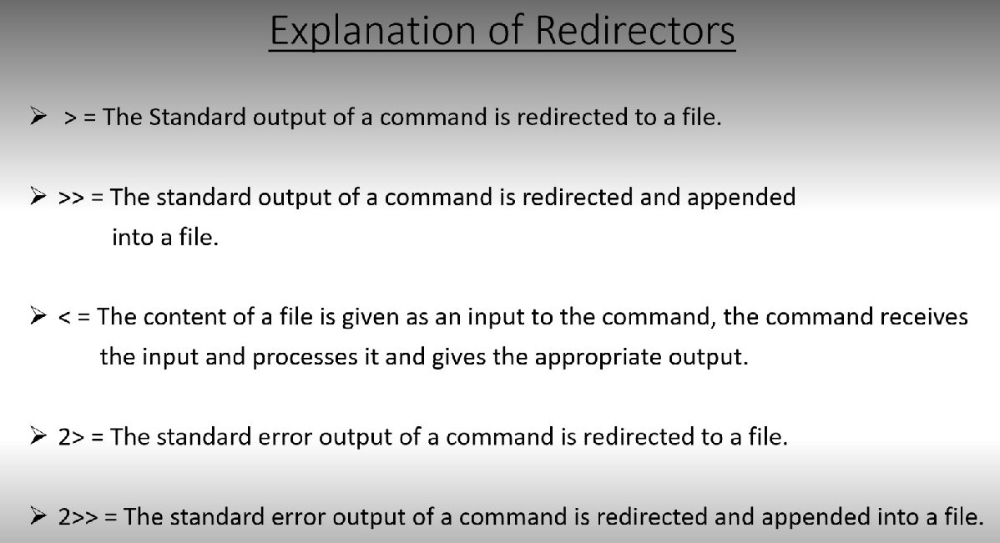 Explanation of Redirectors
➢ > = The Standard output of a command is redirected to a file.
➢ >> = The standard output of a command is redirected and appended
into a file.
➢ < = The content of a file is given as an input to the command, the command receives
the input and processes it and gives the appropriate output.
➢ 2> = The standard error output of a command is redirected to a file.
➢ 2>> = The standard error output of a command is redirected and appended into a file.